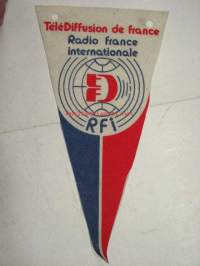 TéléDiffusion de france
Radio france
internationale
RFi